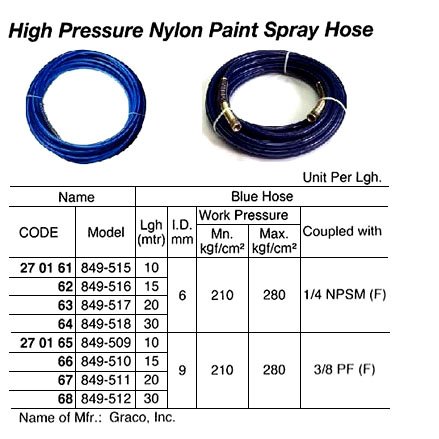 High Pressure Nylon Paint Spray Hose
Unit Per Lgh.
Name Blue Hose
CODE Model Lgh (mtr) I.D. mm Work Pressure Coupled with
Mn. kgf/cm² Max. kgf/cm²
27 01 61 849-515 10
62 849-516 15
6 210 280 1/4 NPSM (F)
63 849-517 20
64 849-518 30
27 01 65 849-509 10
66 849-510 15
9 210 280 3/8 PF (F)
67 849-511 20
68 849-512 30
Name of Mfr.: Graco, Inc.